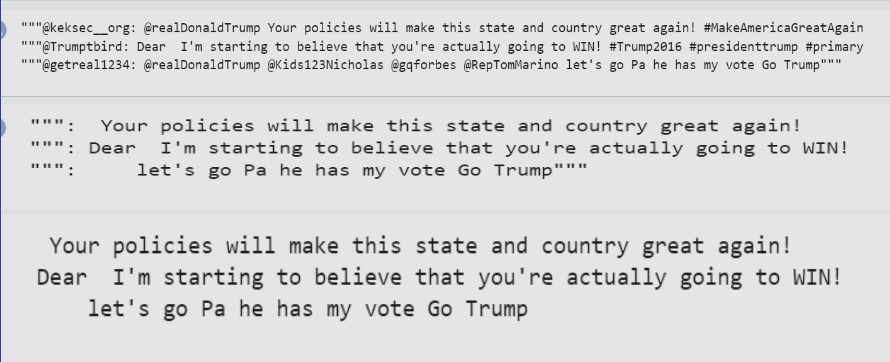 """@keksec__org: @realDonaldTrump Your policies will make this state and country great again! #MakeAmericaGreatAgain
"""@Trumptbird: Dear  I'm starting to believe that you're actually going to WIN! #Trump2016 #presidenttrump #primary
"""@getreal1234: @realDonaldTrump @Kids123Nicholas @gqforbes @RepTomMarino let's go Pa he has my vote Go Trump"""
""":  Your policies will make this state and country great again!
""": Dear  I'm starting to believe that you're actually going to WIN!
""":     let's go Pa he has my vote Go Trump"""
Your policies will make this state and country great again!
Dear  I'm starting to believe that you're actually going to WIN!
let's go Pa he has my vote Go Trump